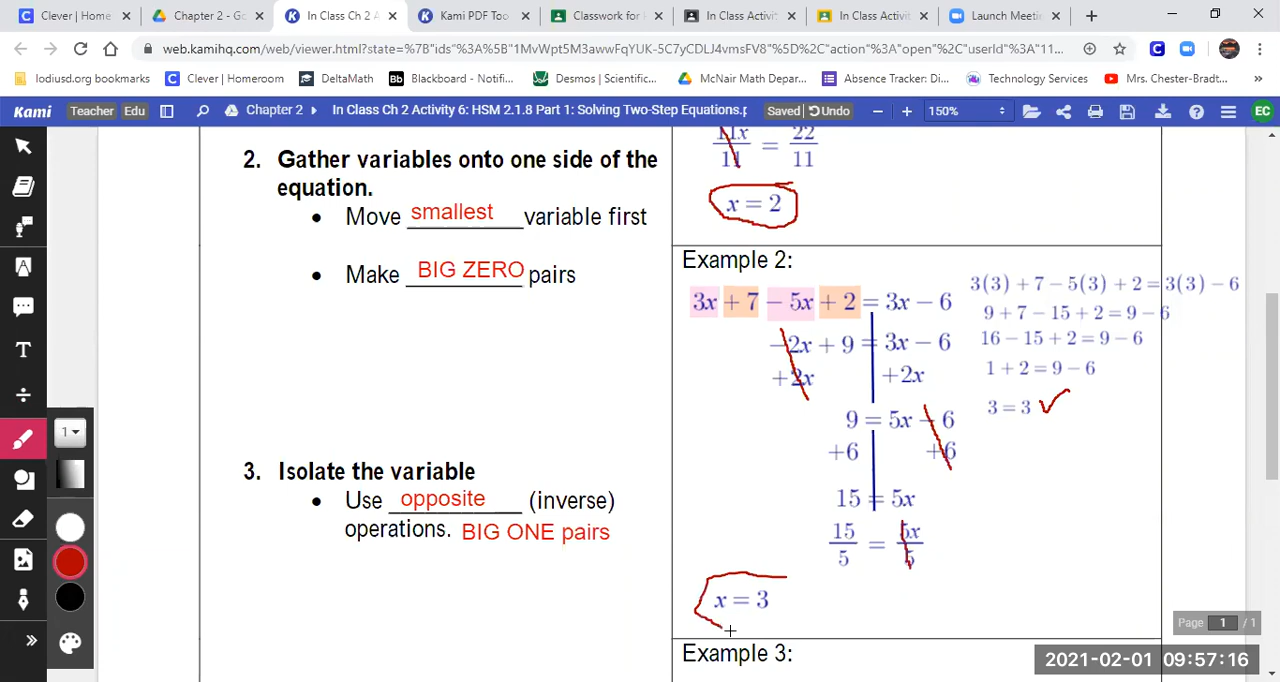 Clever | Home
Chapter 2 - G
In Class Ch 2 A
Kami PDF Too
Classwork for
In Class Activi
In Class Activi
Launch Meeti
web.kamihq.com/web/viewer.html?state=%7B"ids"%3A%5B"1MvWpt5M3awwFqYUK-5C7yCDLJ4vmsFV8"%5D%2C"action"%3A"open"%2C"userId"%3A"11...
lodiusd.org bookmarks
Clever | Homeroom
DeltaMath
Blackboard - Notifi...
Desmos | Scientific...
McNair Math Depar...
Absence Tracker: Di...
Technology Services
Mrs. Chester-Bradt...
Kami
Teacher
Edu
Chapter 2
In Class Ch 2 Activity 6: HSM 2.1.8 Part 1: Solving Two-Step Equations.p
Saved
Undo
150%
EC
2. Gather variables onto one side of the
equation.
• Move smallest variable first
• Make BIG ZERO pairs
3. Isolate the variable
• Use opposite (inverse)
operations. BIG ONE pairs
11x/11 = 22/11
x = 2
Example 2:
3x + 7 − 5x + 2 = 3x − 6
−2x + 9 = 3x − 6
+2x +2x
9 = 5x − 6
+6 +6
15 = 5x
15/5 = 5x/5
x = 3
3(3) + 7 − 5(3) + 2 = 3(3) − 6
9 + 7 − 15 + 2 = 9 − 6
16 − 15 + 2 = 9 − 6
1 + 2 = 9 − 6
3 = 3 ✓
Example 3:
1
Page 1 / 1
2021-02-01 09:57:16